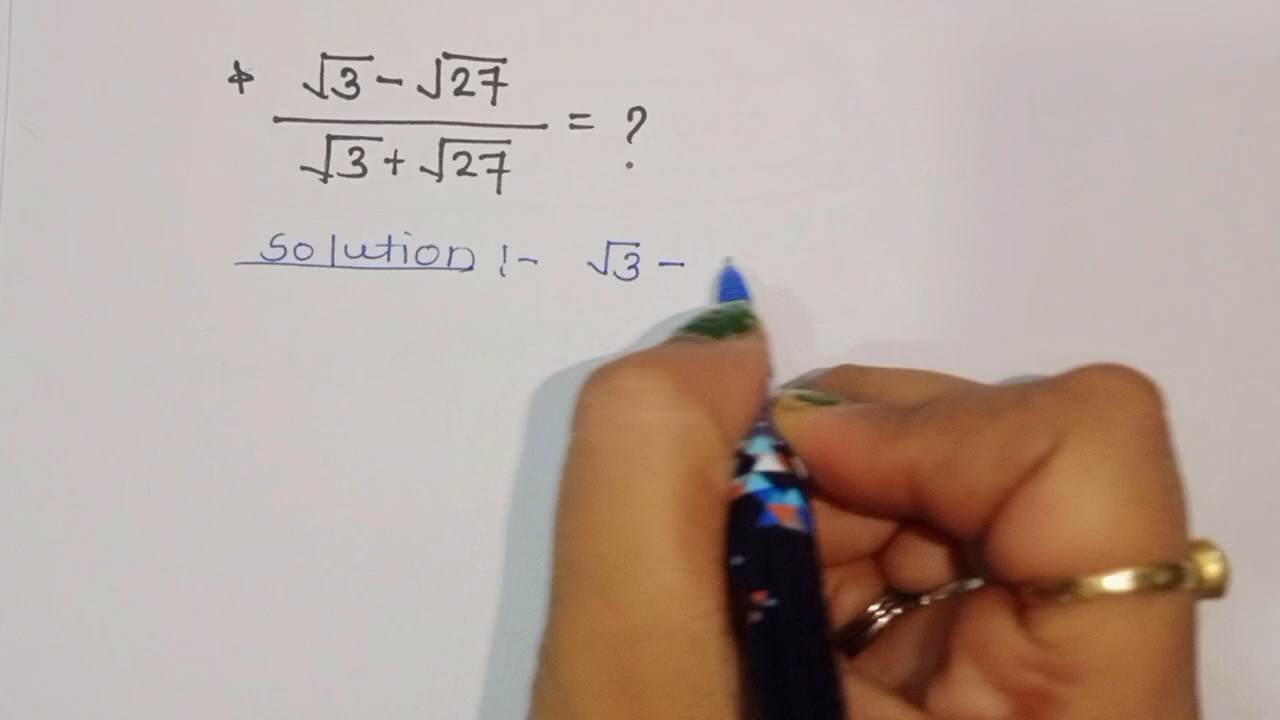 * √3 - √27
√3 + √27 = ?
Solution :- √3 -